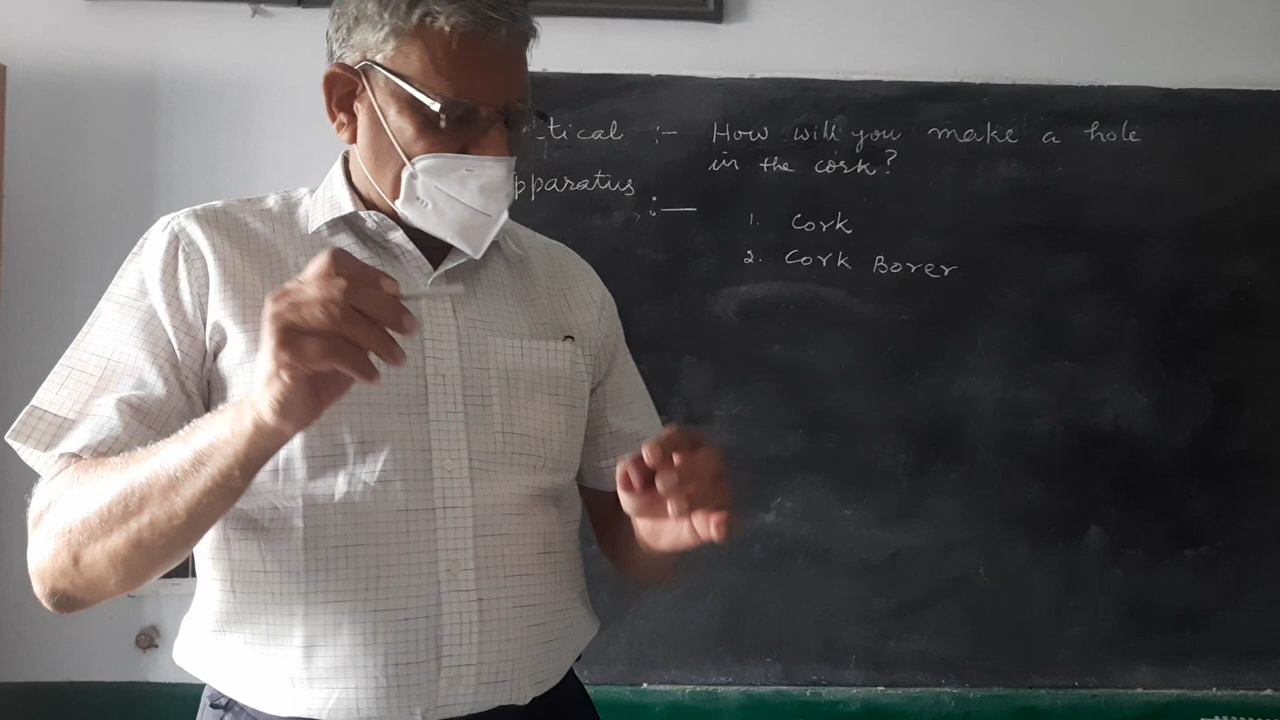 tical :- How will you make a hole
in the cork?
pparatus :—
1. Cork
2. Cork Borer